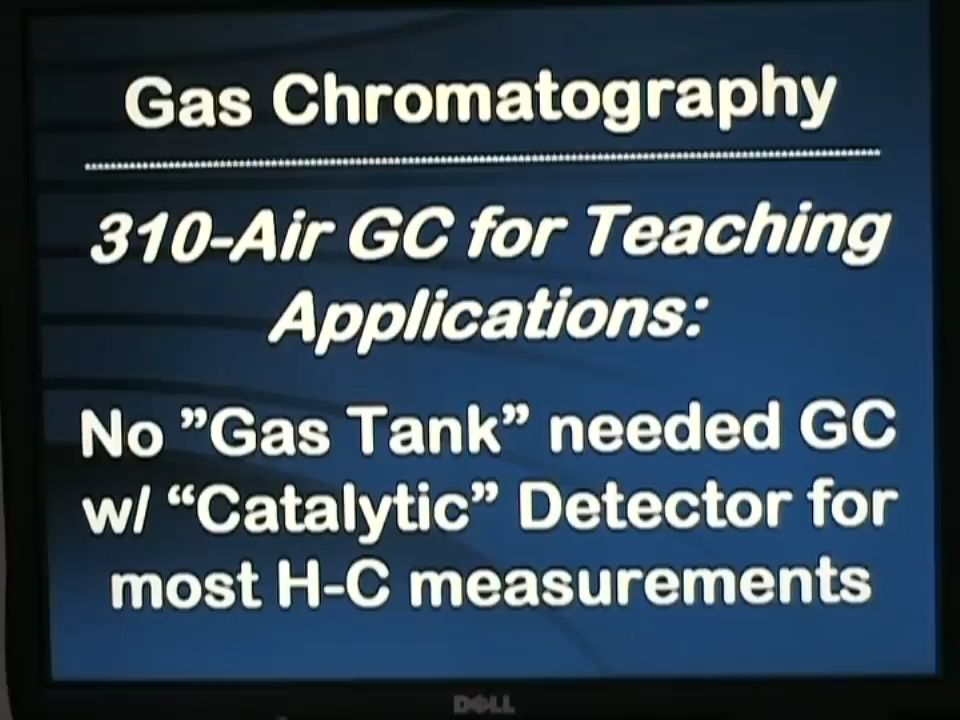 Gas Chromatography
310-Air GC for Teaching
Applications:
No ”Gas Tank” needed GC
w/ “Catalytic” Detector for
most H-C measurements
DELL